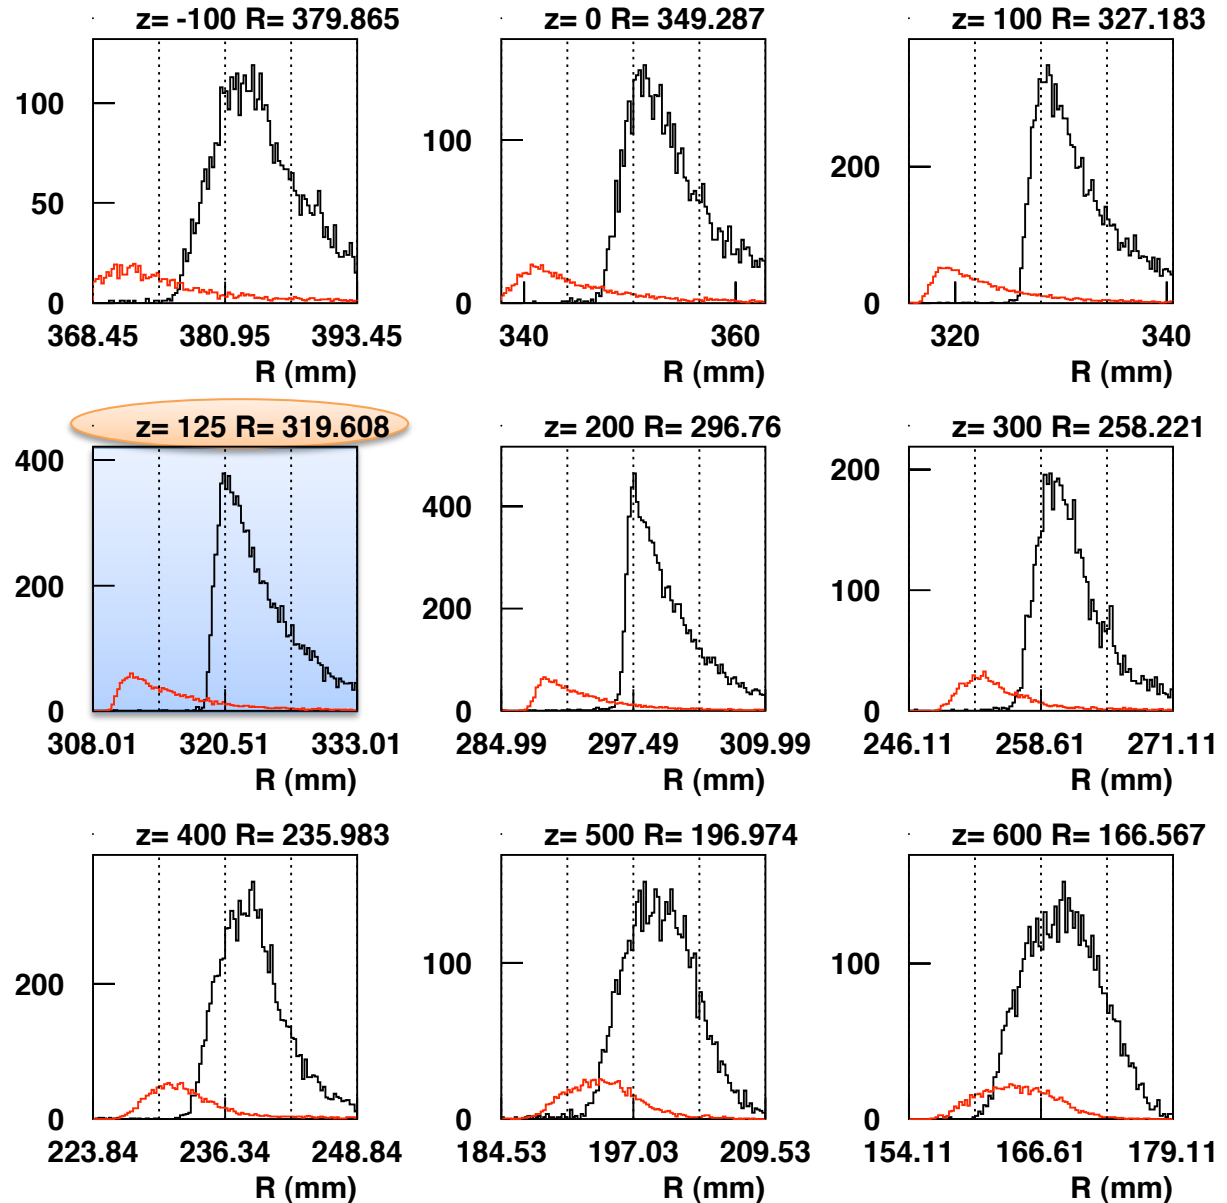 z= -100 R= 379.865
100
50
0
368.45 380.95 393.45
R (mm)
z= 0 R= 349.287
100
0
340 360
R (mm)
z= 100 R= 327.183
200
0
320 340
R (mm)
z= 125 R= 319.608
400
200
0
308.01 320.51 333.01
R (mm)
z= 200 R= 296.76
400
200
0
284.99 297.49 309.99
R (mm)
z= 300 R= 258.221
200
100
0
246.11 258.61 271.11
R (mm)
z= 400 R= 235.983
200
0
223.84 236.34 248.84
R (mm)
z= 500 R= 196.974
100
0
184.53 197.03 209.53
R (mm)
z= 600 R= 166.567
100
0
154.11 166.61 179.11
R (mm)